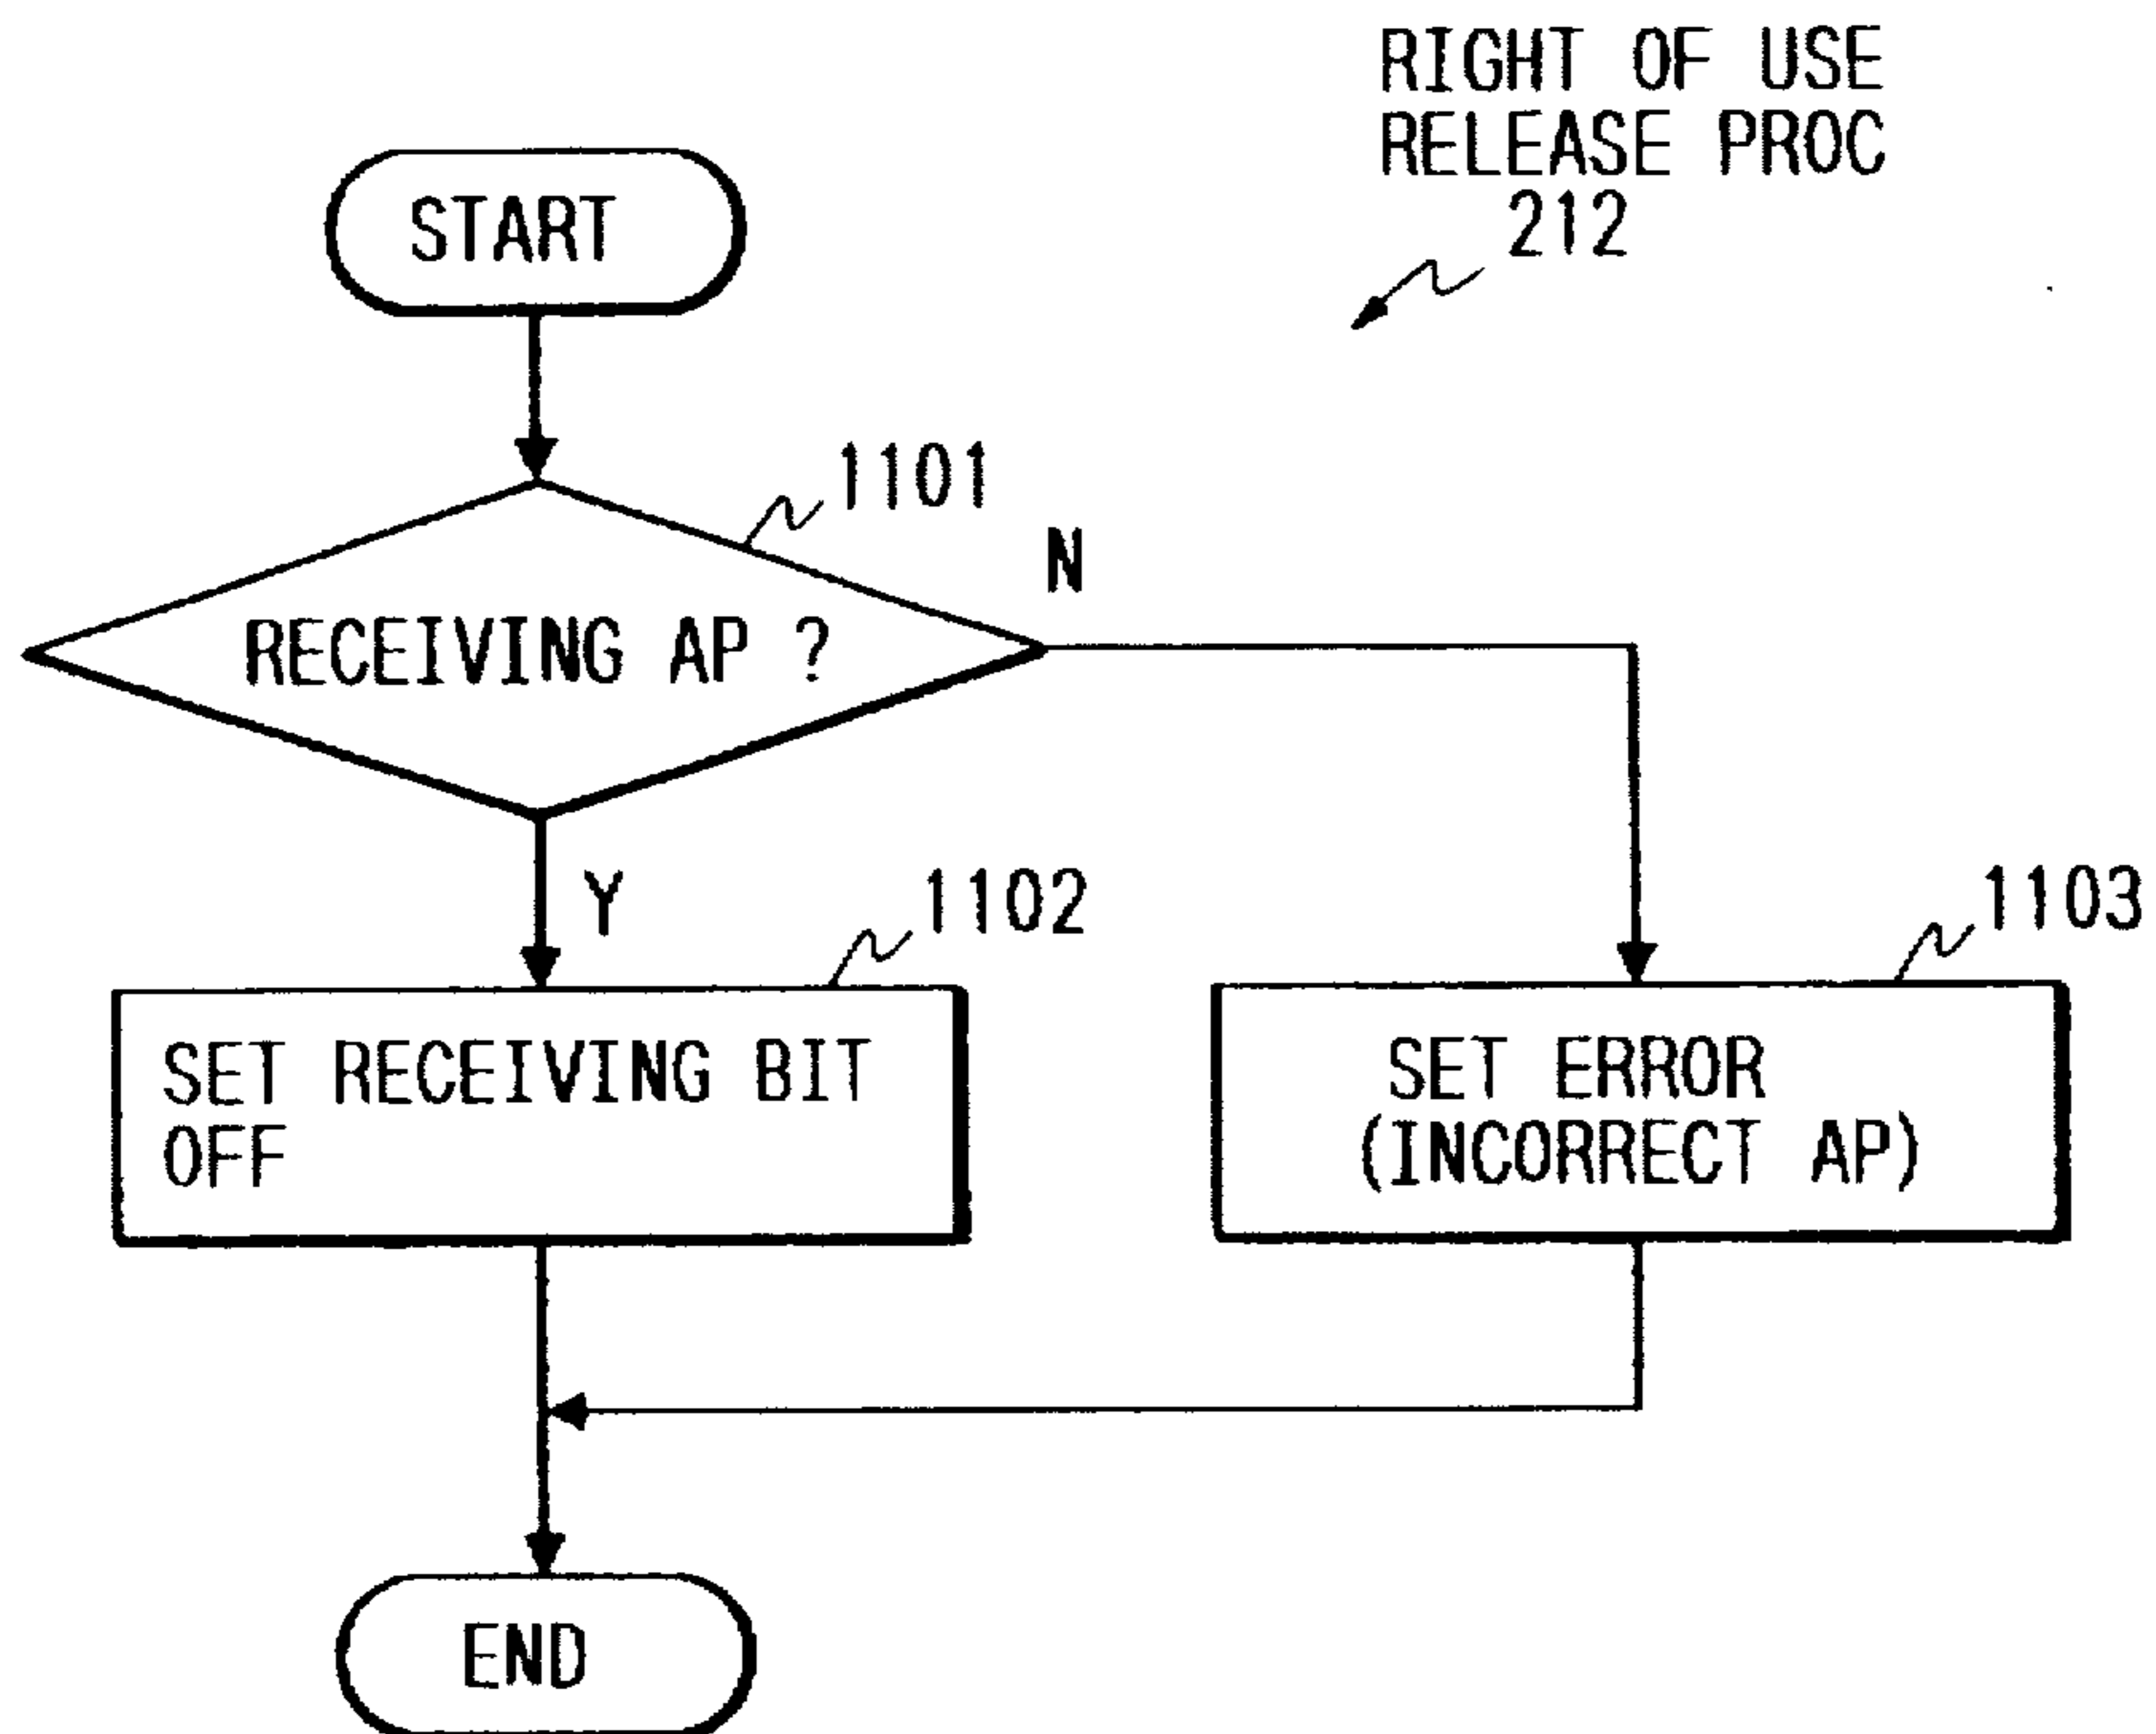 RIGHT OF USE
RELEASE PROC
212
START
1101
N
RECEIVING AP ?
Y
1102
1103
SET RECEIVING BIT
OFF
SET ERROR
(INCORRECT AP)
END